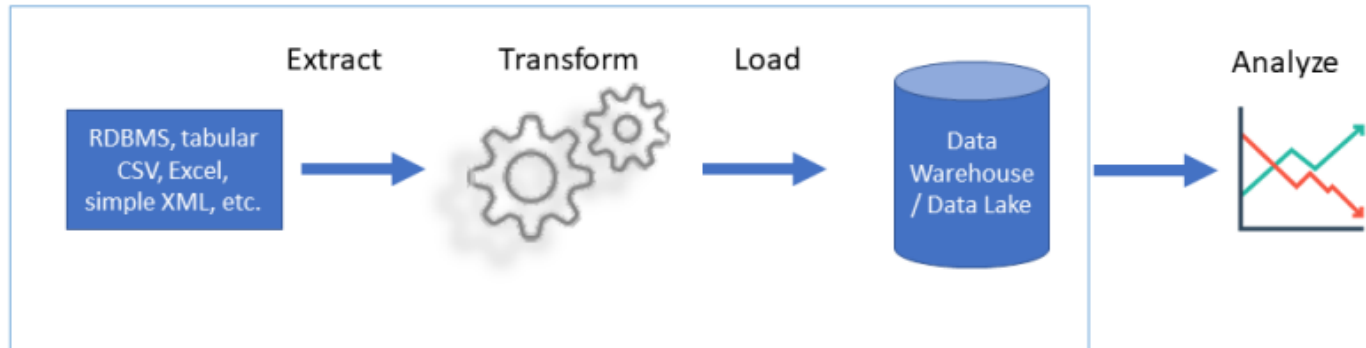 Extract
Transform
Load
Analyze
RDBMS, tabular
CSV, Excel,
simple XML, etc.
Data
Warehouse
/ Data Lake